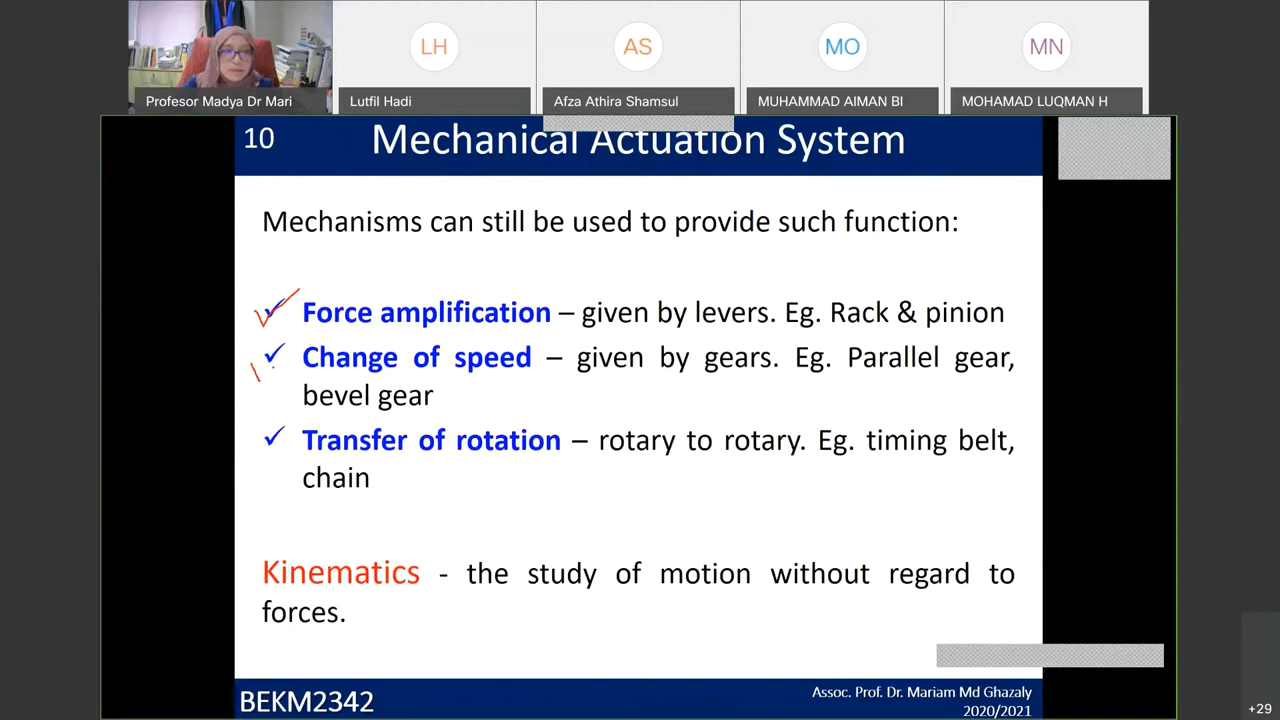 LH
AS
MO
MN
Profesor Madya Dr Mari
Lutfil Hadi
Afza Athira Shamsul
MUHAMMAD AIMAN BI
MOHAMAD LUQMAN H
10
Mechanical Actuation System
Mechanisms can still be used to provide such function:
✓ Force amplification – given by levers. Eg. Rack & pinion
✓ Change of speed – given by gears. Eg. Parallel gear,
bevel gear
✓ Transfer of rotation – rotary to rotary. Eg. timing belt,
chain
Kinematics - the study of motion without regard to
forces.
BEKM2342
Assoc. Prof. Dr. Mariam Md Ghazaly
2020/2021
+29